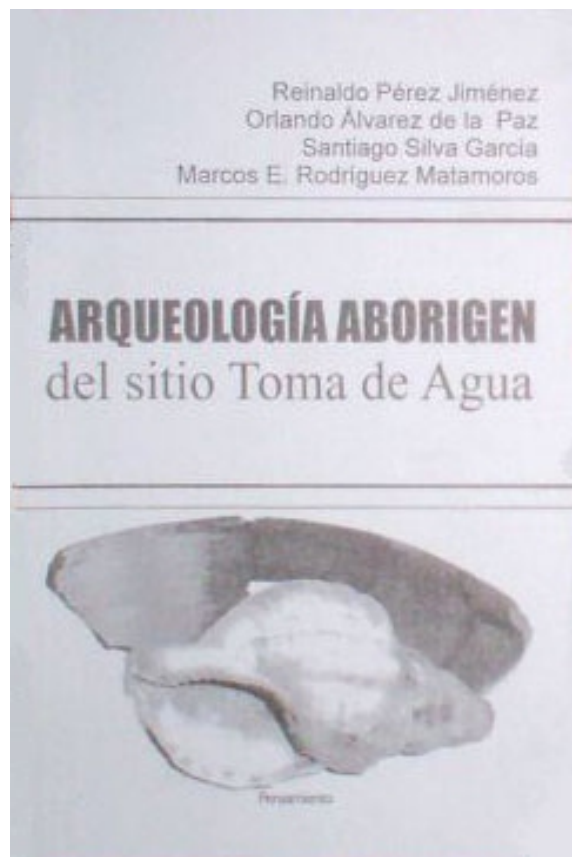 Reinaldo Pérez Jiménez
Orlando Álvarez de la Paz
Santiago Silva García
Marcos E. Rodríguez Matamoros
ARQUEOLOGÍA ABORIGEN
del sitio Toma de Agua
Pensamiento